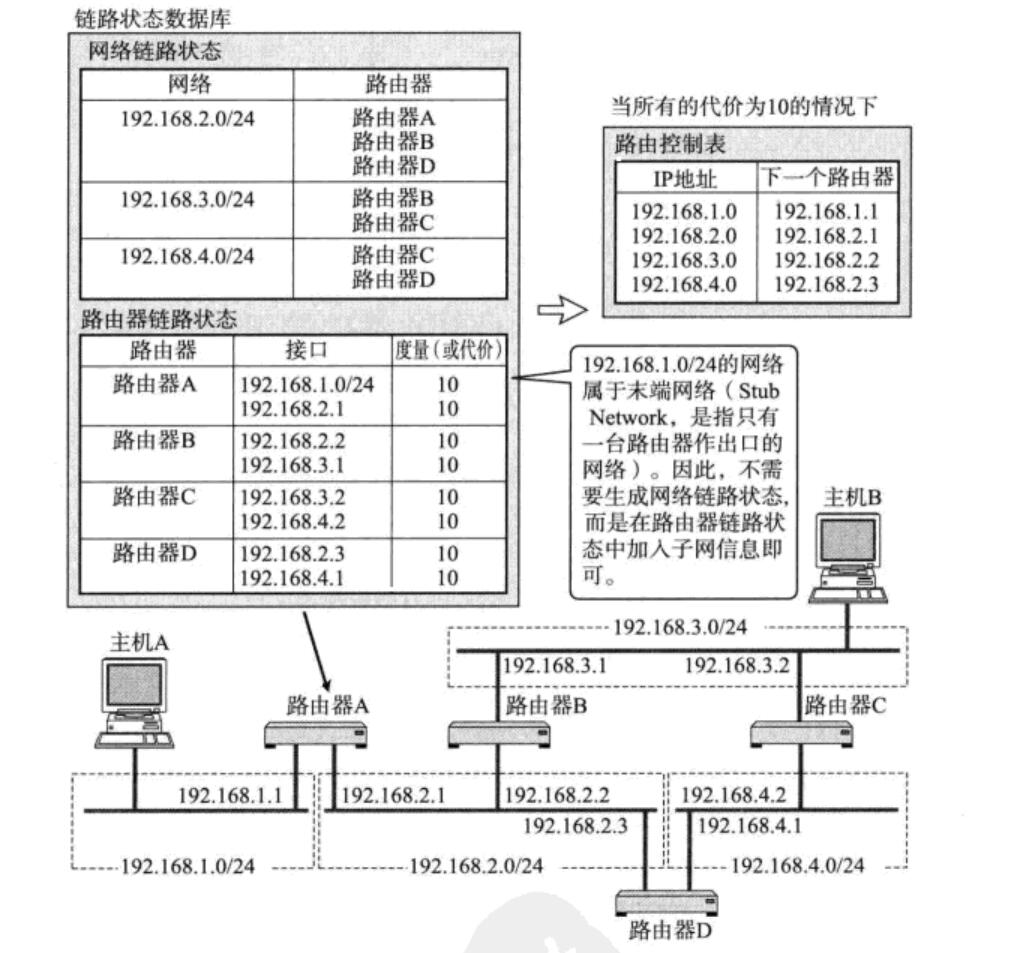 链路状态数据库
网络链路状态
网络 路由器
192.168.2.0/24 路由器A
路由器B
路由器D
192.168.3.0/24 路由器B
路由器C
192.168.4.0/24 路由器C
路由器D
路由器链路状态
路由器 接口 度量(或代价)
路由器A 192.168.1.0/24 10
192.168.2.1 10
路由器B 192.168.2.2 10
192.168.3.1 10
路由器C 192.168.3.2 10
192.168.4.2 10
路由器D 192.168.2.3 10
192.168.4.1 10
当所有的代价为10的情况下
路由控制表
IP地址 下一个路由器
192.168.1.0 192.168.1.1
192.168.2.0 192.168.2.1
192.168.3.0 192.168.2.2
192.168.4.0 192.168.2.3
192.168.1.0/24的网络
属于末端网络（Stub
Network，是指只有
一台路由器作出口的
网络）。因此，不需
要生成网络链路状态,
而是在路由器链路状
态中加入子网信息即
可。
主机B
192.168.3.0/24
主机A
192.168.3.1 192.168.3.2
路由器A 路由器B 路由器C
192.168.1.1 192.168.2.1 192.168.2.2 192.168.4.2
192.168.2.3 192.168.4.1
192.168.1.0/24 192.168.2.0/24 192.168.4.0/24
路由器D